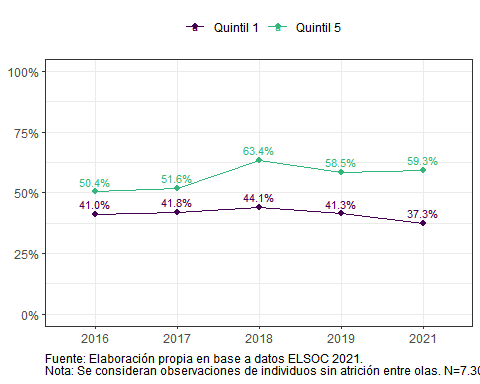 Quintil 1 Quintil 5
100%
75%
50%
25%
0%
63.4%
58.5% 59.3%
50.4% 51.6%
41.0% 41.8% 44.1% 41.3% 37.3%
2016 2017 2018 2019 2021
Fuente: Elaboración propia en base a datos ELSOC 2021.
Nota: Se consideran observaciones de individuos sin atrición entre olas. N=7.30